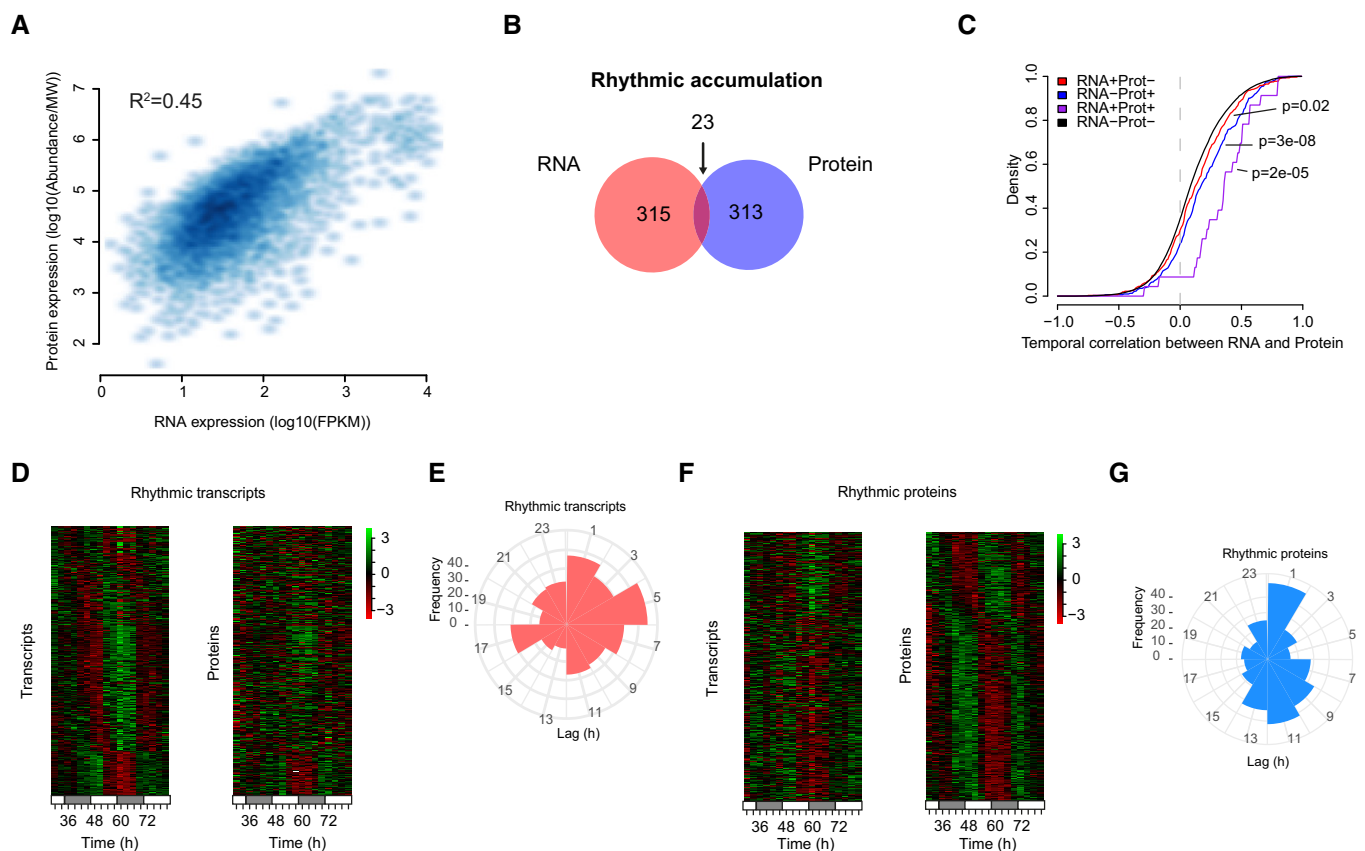 A
Protein expression (log10(Abundance/MW))
7
6
5
4
3
2
R²=0.45
0
1
2
3
4
RNA expression (log10(FPKM))
B
Rhythmic accumulation
23
RNA
Protein
315
313
C
Density
1.0
0.8
0.6
0.4
0.2
0.0
RNA+Prot−
RNA−Prot+
RNA+Prot+
RNA−Prot−
p=0.02
p=3e-08
p=2e-05
−1.0
−0.5
0.0
0.5
1.0
Temporal correlation between RNA and Protein
D
Rhythmic transcripts
Transcripts
36 48 60 72
Time (h)
Proteins
36 48 60 72
Time (h)
3
0
−3
E
Rhythmic transcripts
Frequency
40
30
20
10
0
23
1
21
3
19
5
17
7
15
9
13
11
Lag (h)
F
Rhythmic proteins
Transcripts
36 48 60 72
Time (h)
Proteins
36 48 60 72
Time (h)
3
0
−3
G
Rhythmic proteins
Frequency
40
30
20
10
0
23
1
21
3
19
5
17
7
15
9
13
11
Lag (h)